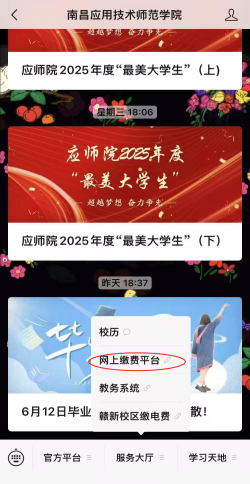 南昌应用技术师范学院
超越梦想 奋力争先
应师院2025年度“最美大学生”（上）
星期三 18:06
应师院2025年度
“最美大学生”
超越梦想 奋力争先
应师院2025年度“最美大学生”（下）
昨天 18:37
毕
校历
网上缴费平台
教务系统
赣新校区缴电费
6月12日毕业
散！
官方平台
服务大厅
学习天地